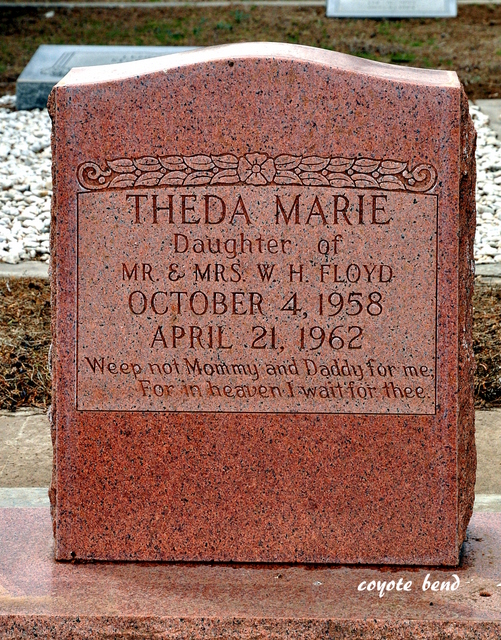 THEDA MARIE
Daughter of
MR. & MRS. W. H. FLOYD
OCTOBER 4, 1958
APRIL 21, 1962
Weep not Mommy and Daddy for me,
For in heaven I wait for thee.
coyote bend